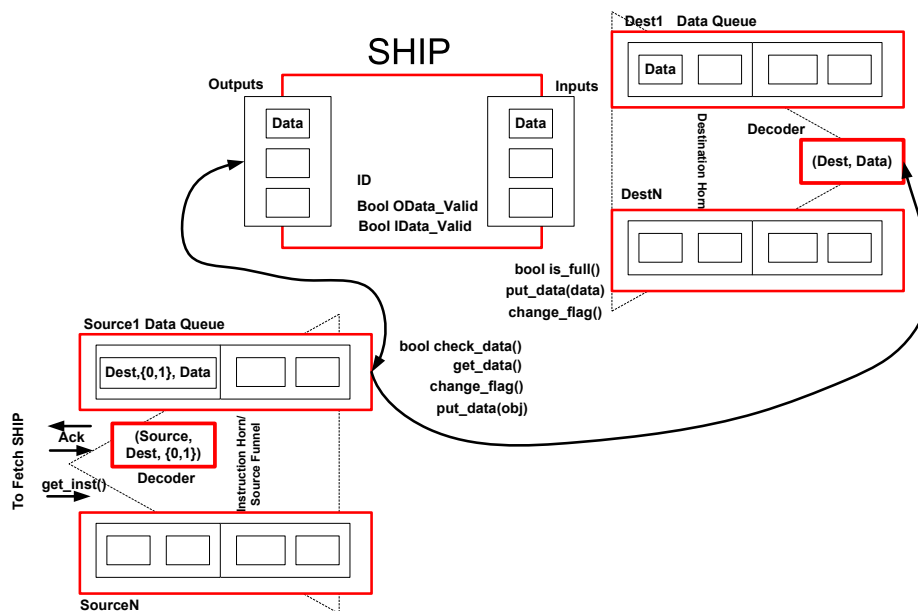 SHIP
Outputs
Inputs
Data
Data
ID
Bool OData_Valid
Bool IData_Valid
Dest1 Data Queue
Data
Destination Horn
Decoder
(Dest, Data)
DestN
bool is_full()
put_data(data)
change_flag()
Source1 Data Queue
Dest,{0,1}, Data
bool check_data()
get_data()
change_flag()
put_data(obj)
To Fetch SHIP
Ack
get_inst()
(Source,
Dest, {0,1})
Decoder
Instruction Horn/
Source Funnel
SourceN